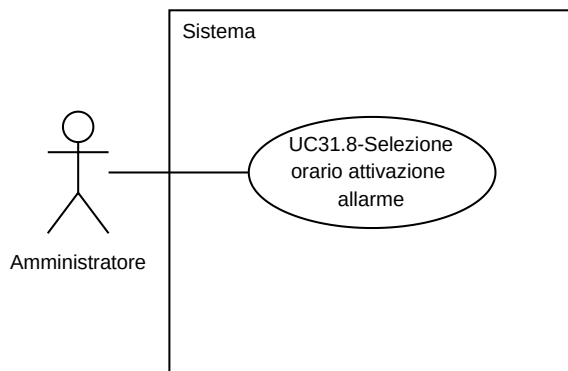 Sistema
UC31.8-Selezione
orario attivazione
allarme
Amministratore